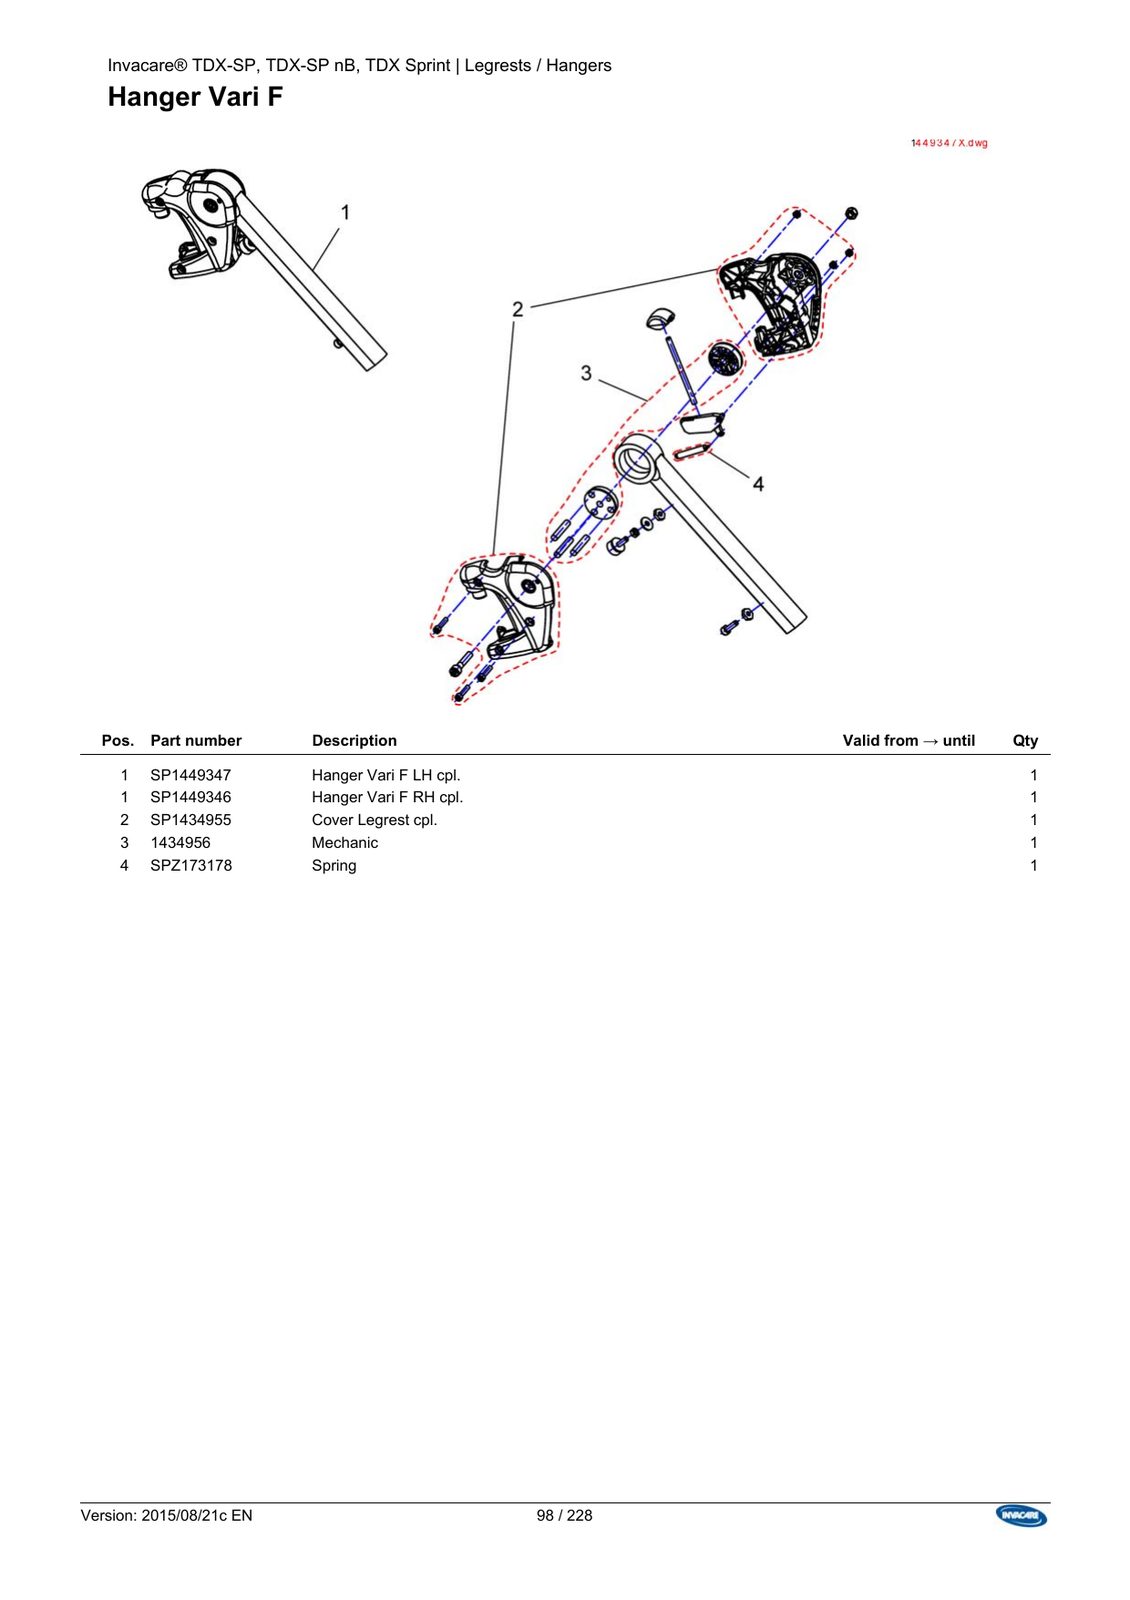 Invacare® TDX-SP, TDX-SP nB, TDX Sprint | Legrests / Hangers
Hanger Vari F
1449347X.dwg
1
2
3
4
Pos. Part number Description Valid from → until Qty
1 SP1449347 Hanger Vari F LH cpl. 1
1 SP1449346 Hanger Vari F RH cpl. 1
2 SP1434955 Cover Legrest cpl. 1
3 1434956 Mechanic 1
4 SPZ173178 Spring 1
Version: 2015/08/21c EN 98 / 228 INVACARE